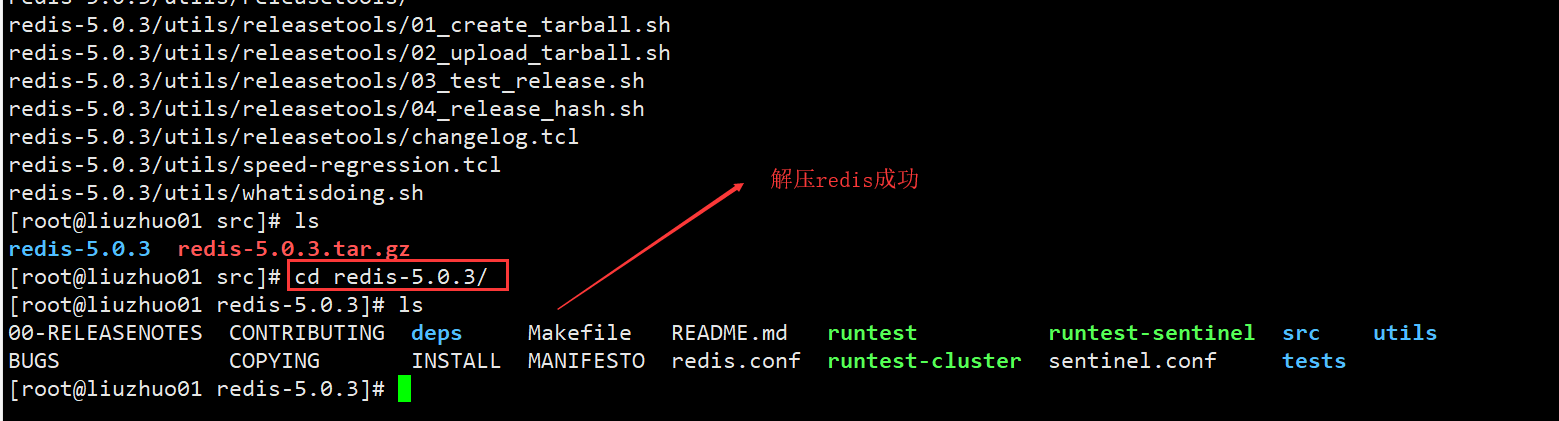 redis-5.0.3/utils/releasetools/
redis-5.0.3/utils/releasetools/01_create_tarball.sh
redis-5.0.3/utils/releasetools/02_upload_tarball.sh
redis-5.0.3/utils/releasetools/03_test_release.sh
redis-5.0.3/utils/releasetools/04_release_hash.sh
redis-5.0.3/utils/releasetools/changelog.tcl
redis-5.0.3/utils/speed-regression.tcl
redis-5.0.3/utils/whatisdoing.sh
解压redis成功
[root@liuzhuo01 src]# ls
redis-5.0.3  redis-5.0.3.tar.gz
[root@liuzhuo01 src]# cd redis-5.0.3/
[root@liuzhuo01 redis-5.0.3]# ls
00-RELEASENOTES  CONTRIBUTING  deps     Makefile   README.md   runtest          runtest-sentinel  src    utils
BUGS             COPYING       INSTALL  MANIFESTO  redis.conf  runtest-cluster  sentinel.conf     tests
[root@liuzhuo01 redis-5.0.3]#